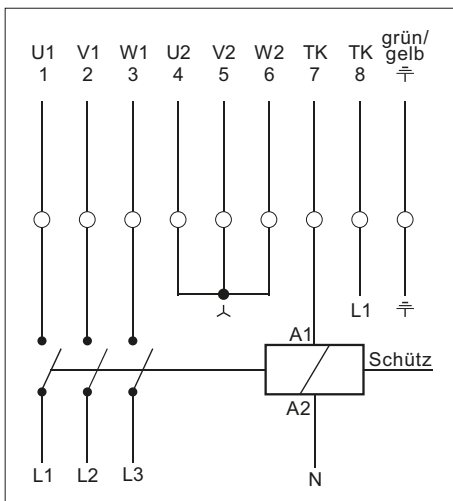 U1 V1 W1 U2 V2 W2 TK TK grün/
gelb
1 2 3 4 5 6 7 8
L1
A1
Schütz
A2
L1 L2 L3 N